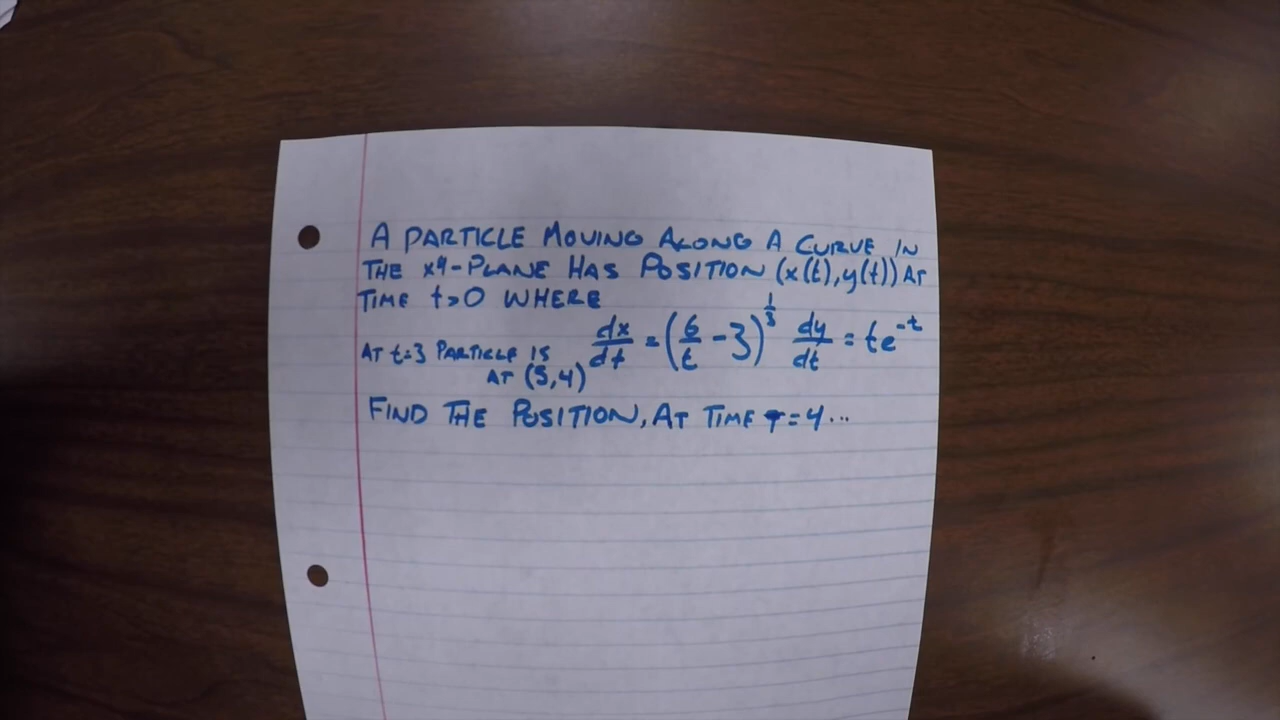 A PARTICLE MOVING ALONG A CURVE IN
THE xy-PLANE HAS POSITION (x(t),y(t)) AT
TIME t>0 WHERE
AT t=3 PARTICLE IS AT (5,4)
dx/dt = (6/t - 3)^(1/3) dy/dt = te^-t
FIND THE POSITION, AT TIME T=4...